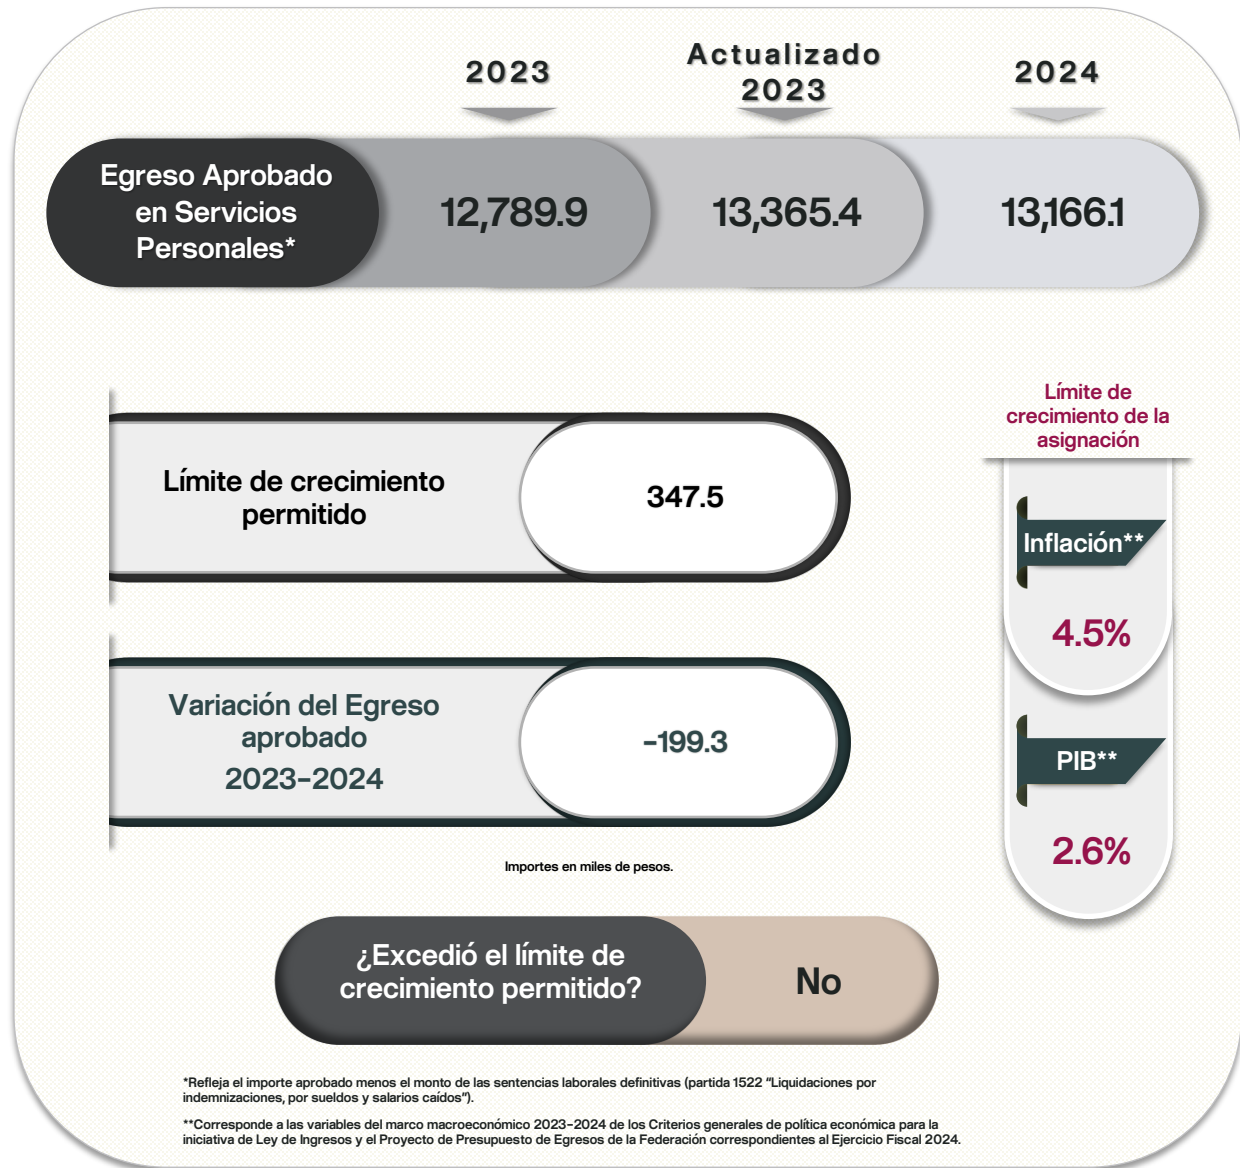 2023
Actualizado
2023
2024
Egreso Aprobado
en Servicios
Personales*
12,789.9
13,365.4
13,166.1
Límite de crecimiento
permitido
347.5
Límite de
crecimiento de la
asignación
Inflación**
4.5%
Variación del Egreso
aprobado
2023-2024
-199.3
PIB**
2.6%
Importes en miles de pesos.
¿Excedió el límite de
crecimiento permitido?
No
*Refleja el importe aprobado menos el monto de las sentencias laborales definitivas (partida 1522 "Liquidaciones por
indemnizaciones, por sueldos y salarios caídos").
**Corresponde a las variables del marco macroeconómico 2023-2024 de los Criterios generales de política económica para la
iniciativa de Ley de Ingresos y el Proyecto de Presupuesto de Egresos de la Federación correspondientes al Ejercicio Fiscal 2024.